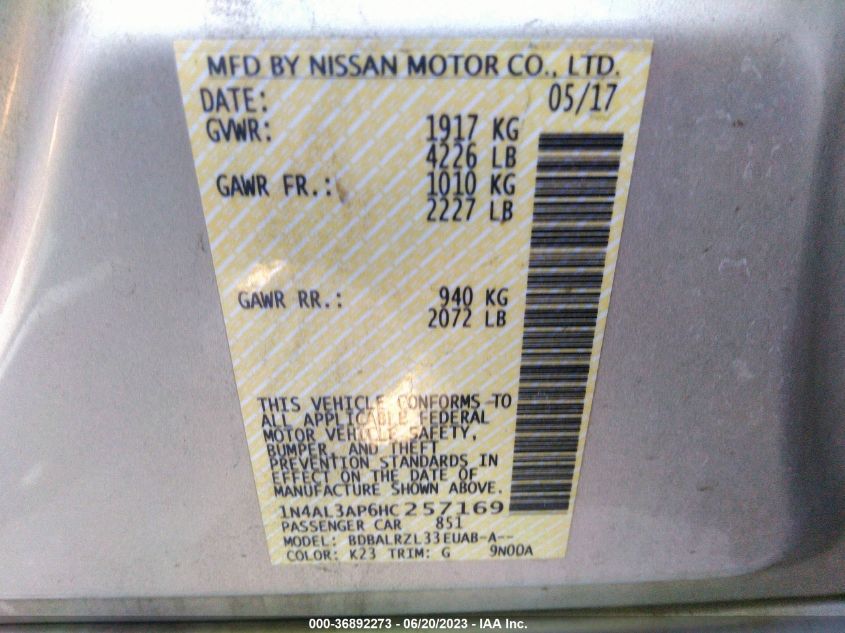 MFD BY NISSAN MOTOR CO., LTD.
DATE: 05/17
GVWR: 1917 KG
4226 LB
GAWR FR.: 1010 KG
2227 LB
GAWR RR.: 940 KG
2072 LB
THIS VEHICLE CONFORMS TO
ALL APPLICABLE FEDERAL
MOTOR VEHICLE SAFETY,
BUMPER, AND THEFT
PREVENTION STANDARDS IN
EFFECT ON THE DATE OF
MANUFACTURE SHOWN ABOVE.
1N4AL3AP6HC257169
PASSENGER CAR 851
MODEL: BDBALRZL33EUAB-A--
COLOR: K23 TRIM: G 9N00A
000-36892273 - 06/20/2023 - IAA Inc.